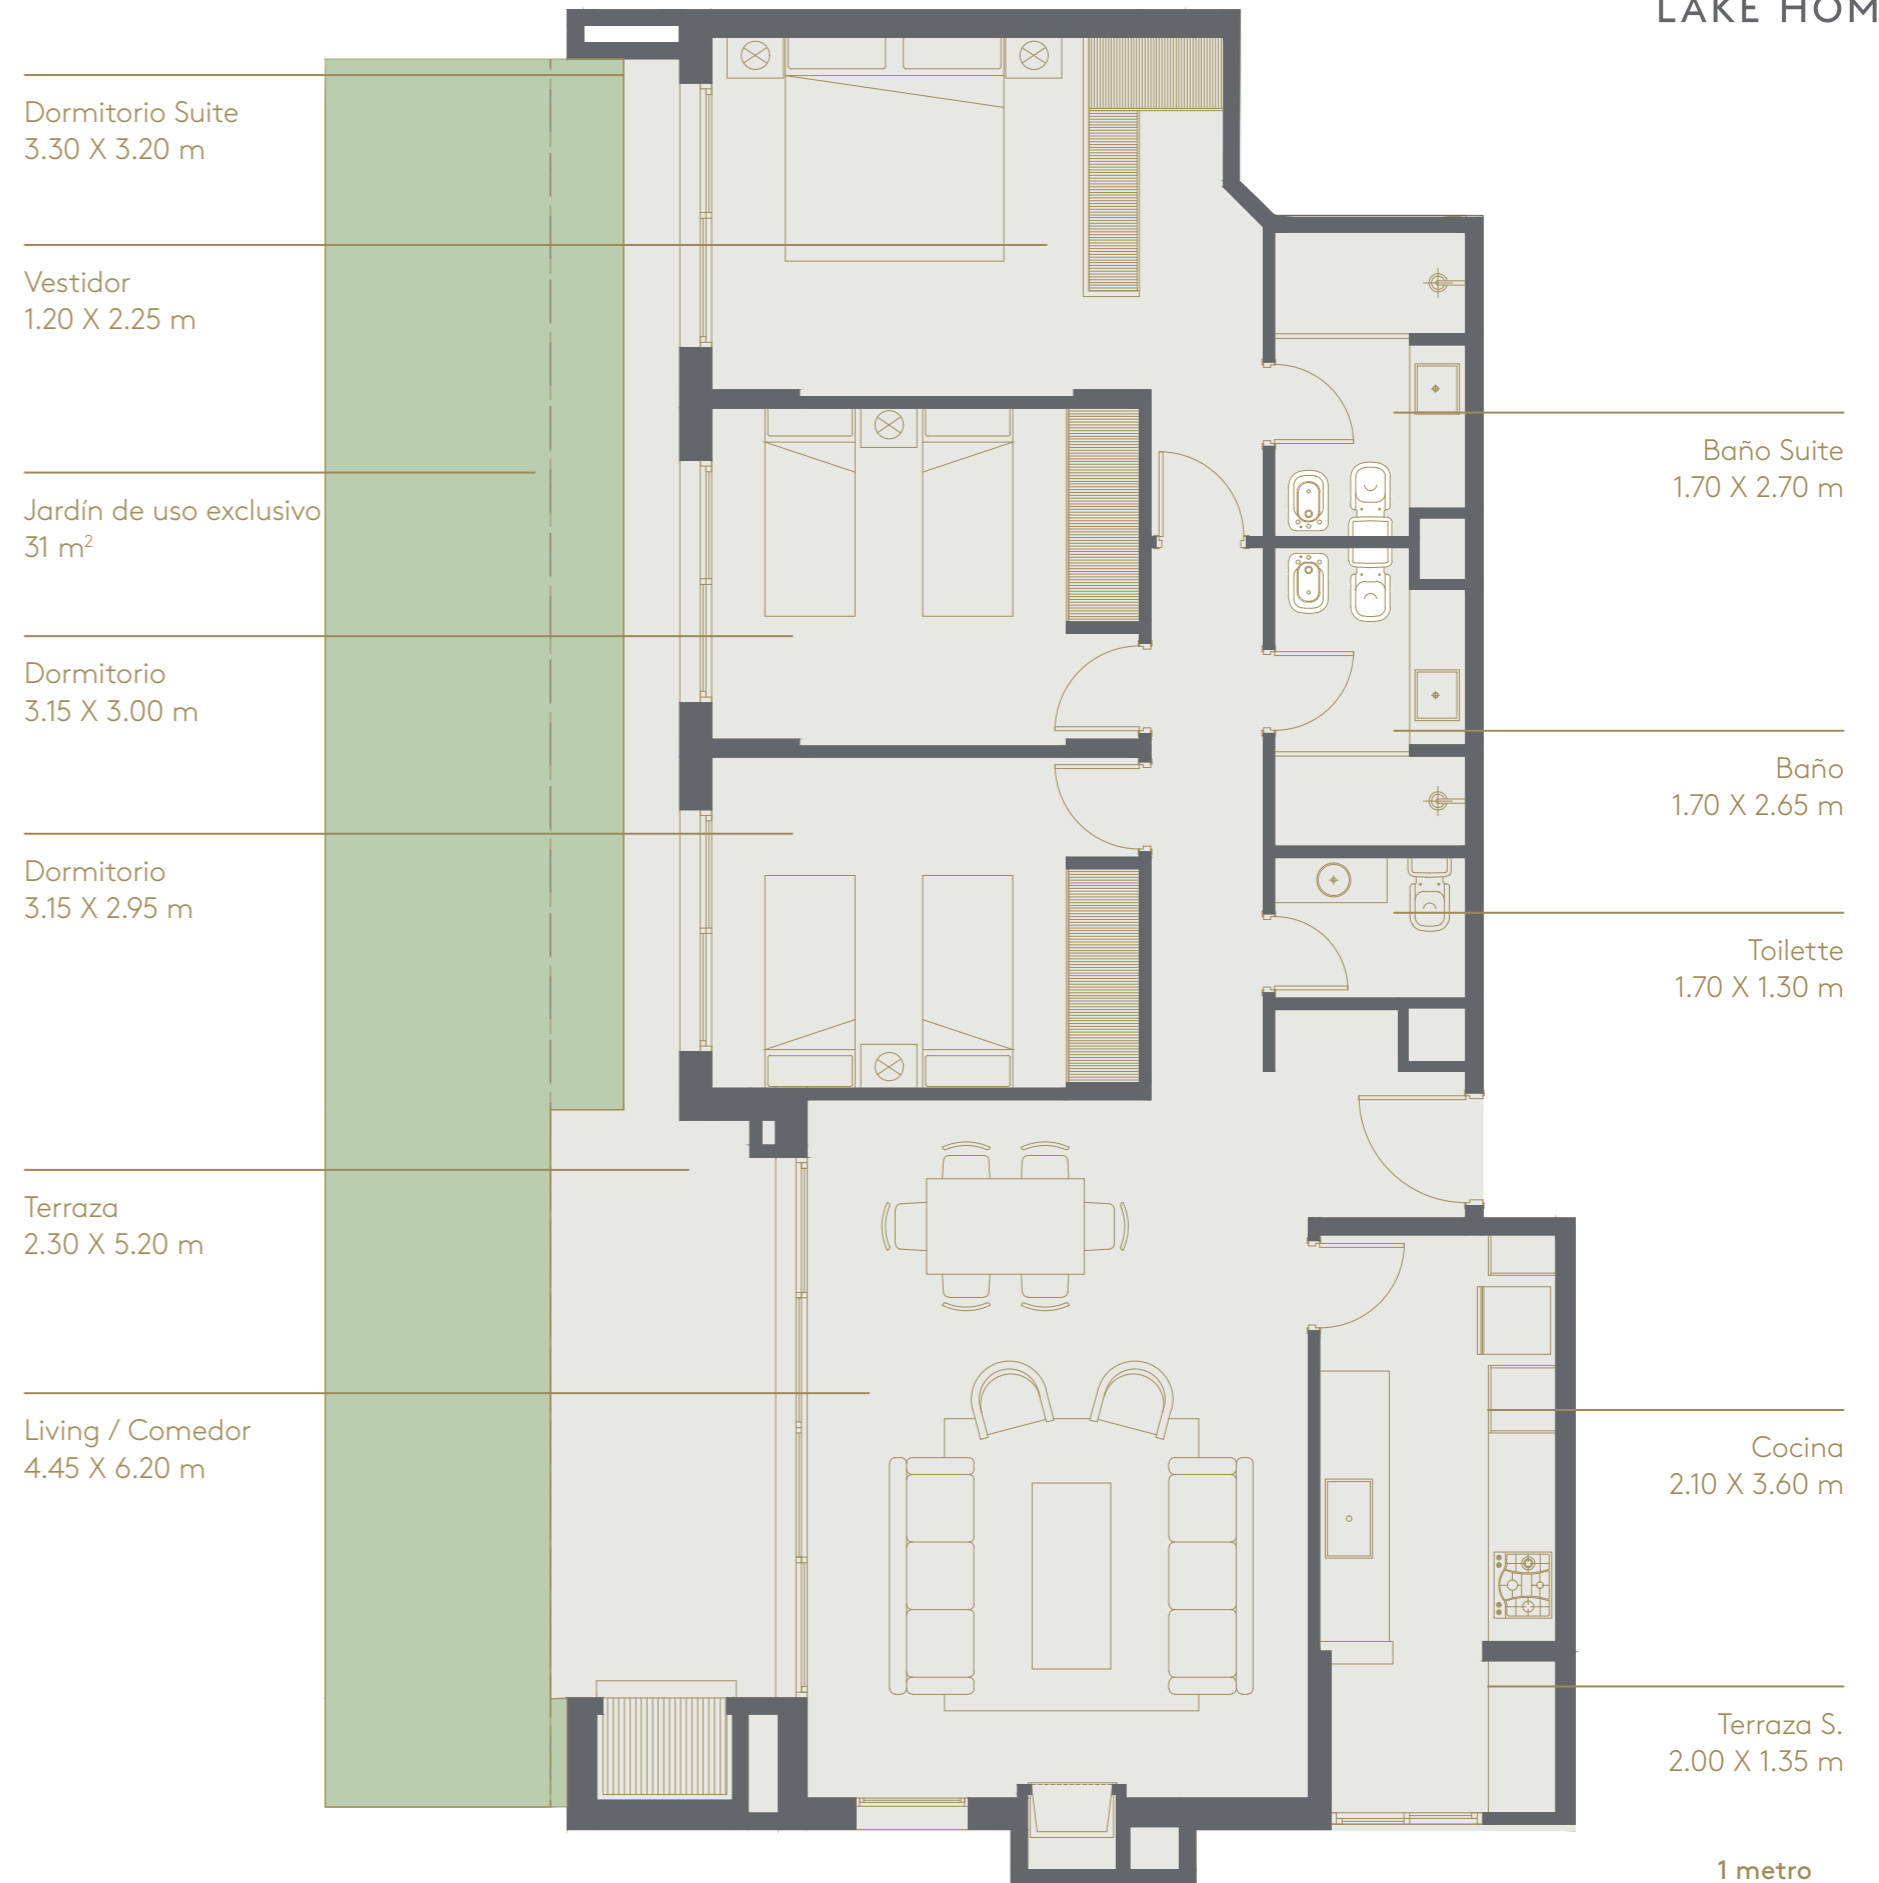 LAKE HOM
Dormitorio Suite
3.30 X 3.20 m
Vestidor
1.20 X 2.25 m
Jardín de uso exclusivo
31 m²
Dormitorio
3.15 X 3.00 m
Dormitorio
3.15 X 2.95 m
Terraza
2.30 X 5.20 m
Living / Comedor
4.45 X 6.20 m
Baño Suite
1.70 X 2.70 m
Baño
1.70 X 2.65 m
Toilette
1.70 X 1.30 m
Cocina
2.10 X 3.60 m
Terraza S.
2.00 X 1.35 m
1 metro